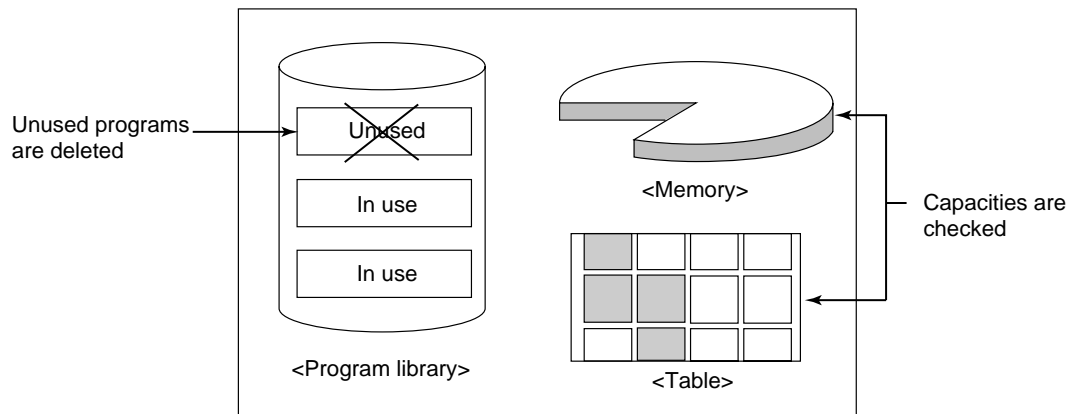 Unused programs
are deleted
Unused
In use
In use
<Program library>
<Memory>
<Table>
Capacities are
checked